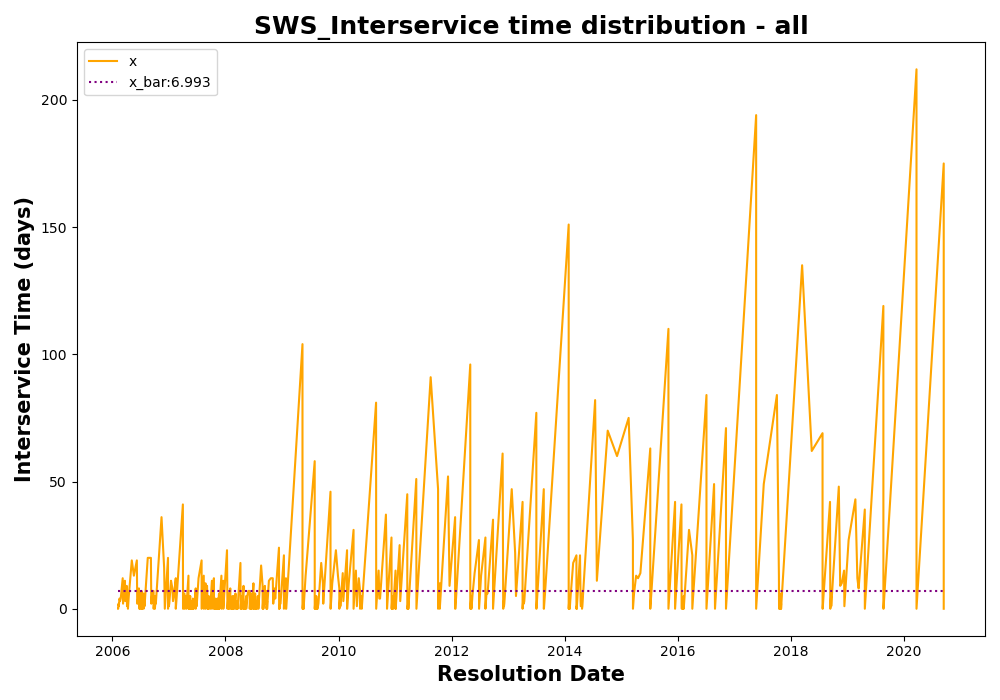 SWS_Interservice time distribution - all
x
x_bar:6.993
Interservice Time (days)
200
150
100
50
0
2006 2008 2010 2012 2014 2016 2018 2020
Resolution Date